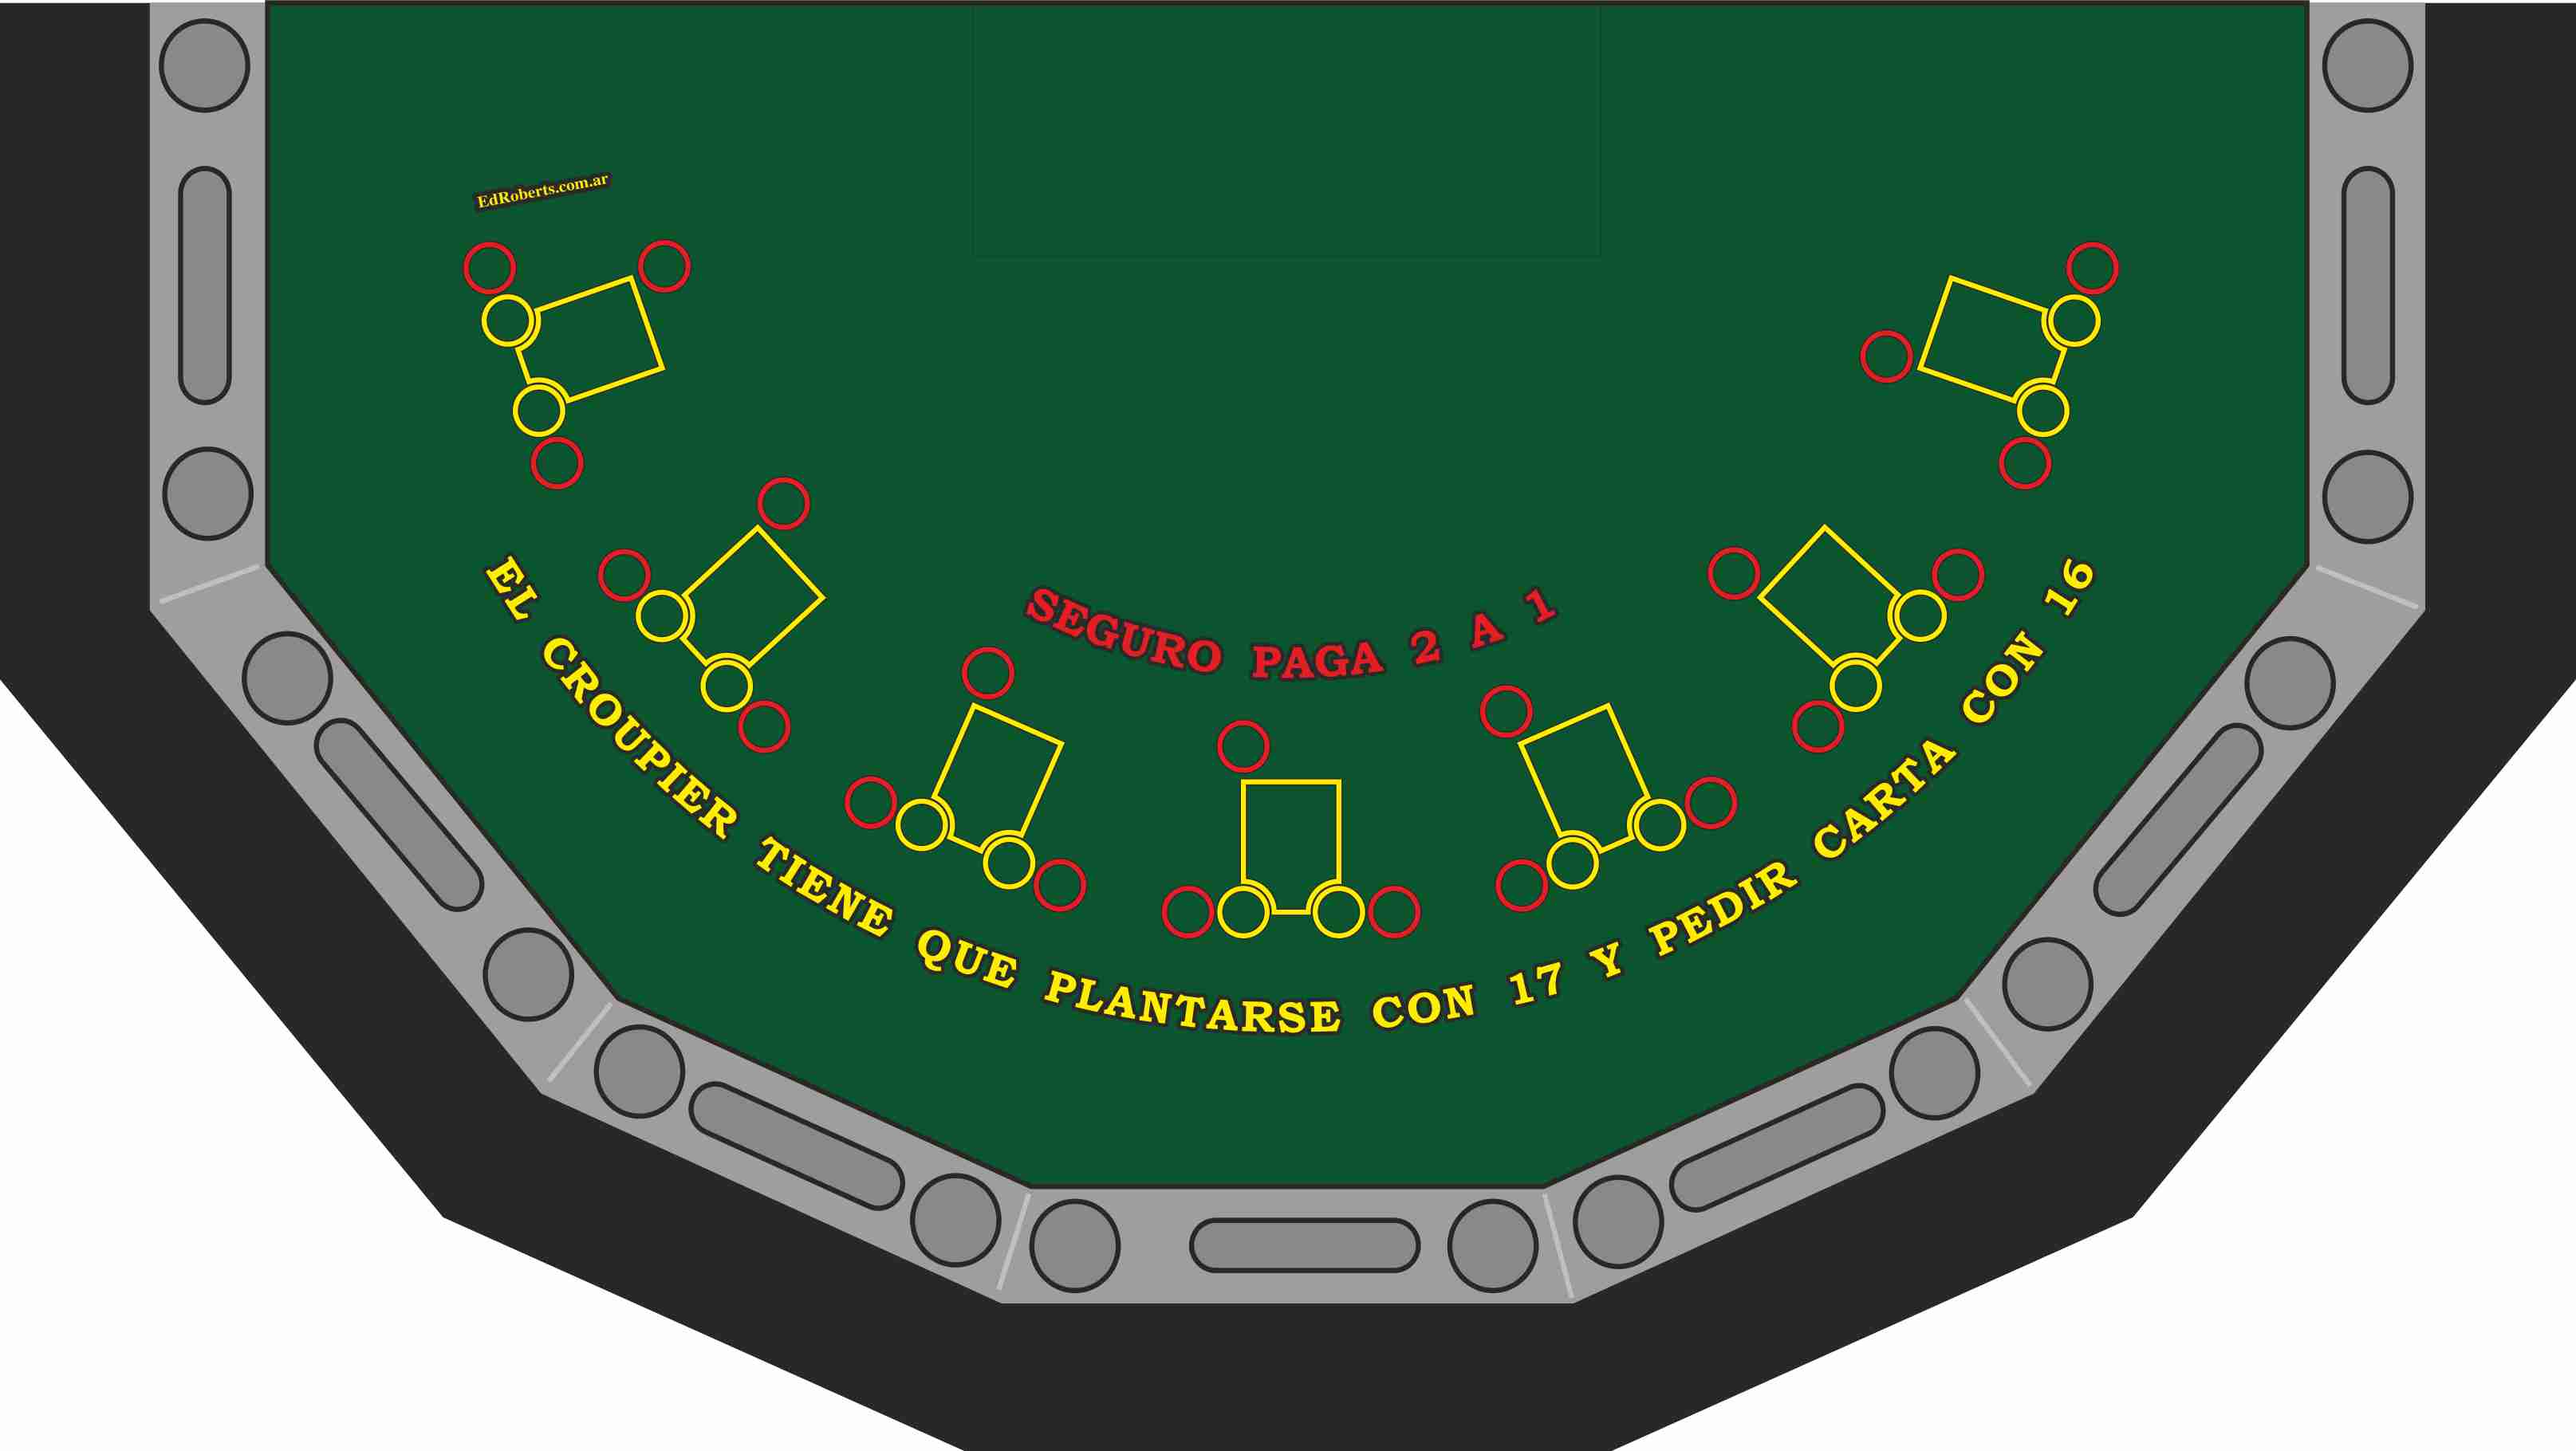 EdRoberts.com.ar
SEGURO PAGA 2 A 1
EL CROUPIER TIENE QUE PLANTARSE CON 17 Y PEDIR CARTA CON 16